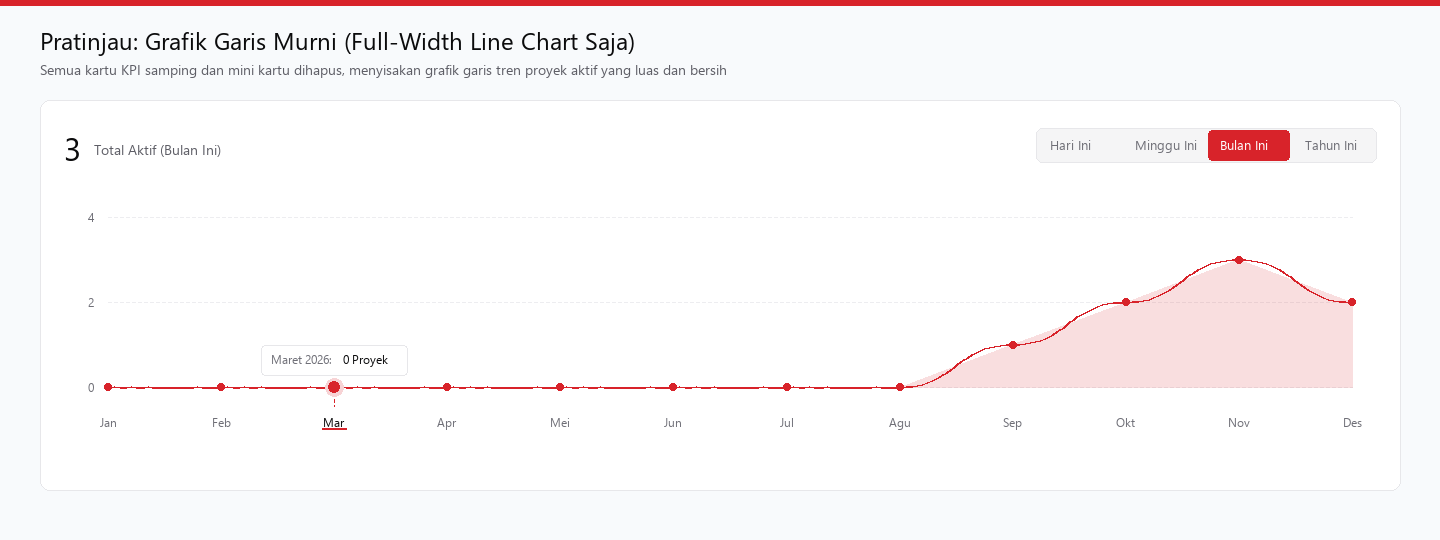 Pratinjau: Grafik Garis Murni (Full-Width Line Chart Saja)
Semua kartu KPI samping dan mini kartu dihapus, menyisakan grafik garis tren proyek aktif yang luas dan bersih
3 Total Aktif (Bulan Ini)
Hari Ini Minggu Ini Bulan Ini Tahun Ini
4
2
Maret 2026: 0 Proyek
0
Jan Feb Mar Apr Mei Jun Jul Agu Sep Okt Nov Des